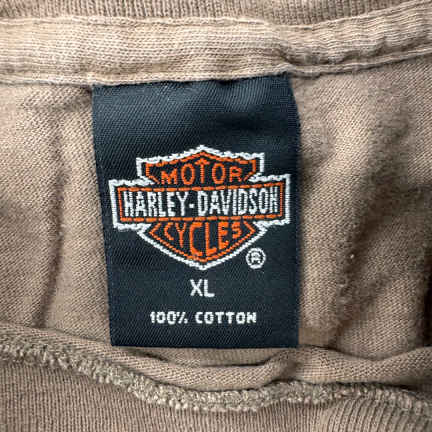 MOTOR
HARLEY-DAVIDSON
CYCLES
®
XL
100% COTTON